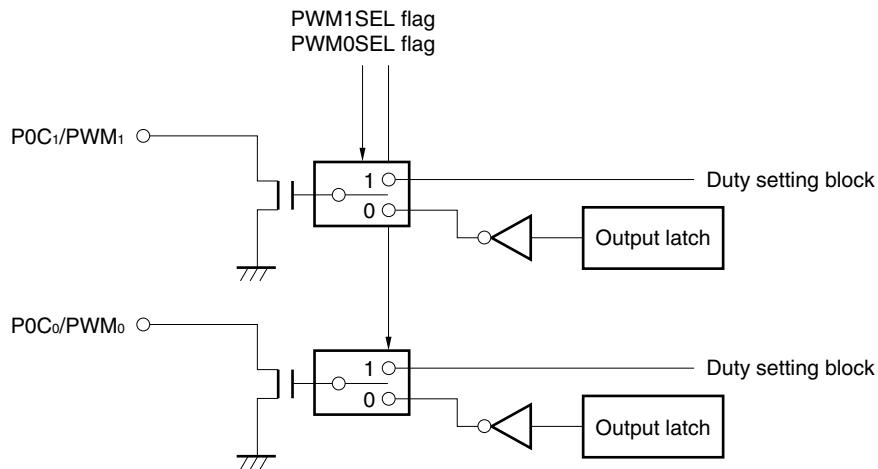 PWM1SEL flag
PWM0SEL flag
P0C₁/PWM₁
1
Duty setting block
0
Output latch
P0C₀/PWM₀
1
Duty setting block
0
Output latch